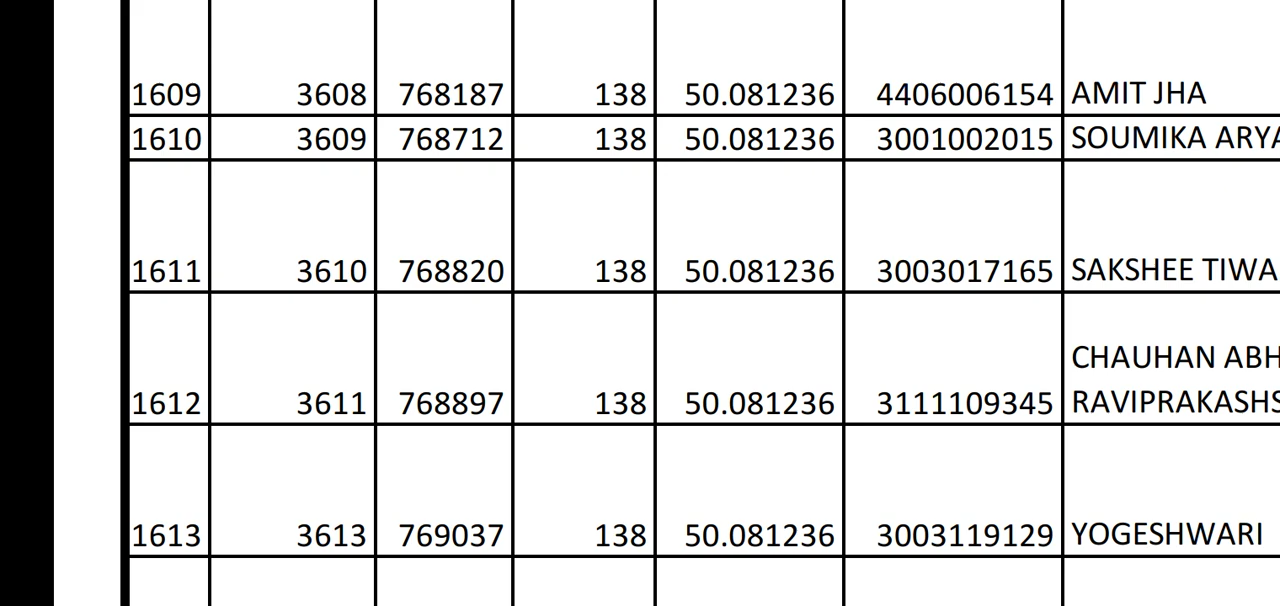 1609 3608 768187 138 50.081236 4406006154 AMIT JHA
1610 3609 768712 138 50.081236 3001002015 SOUMIKA
1611 3610 768820 138 50.081236 3003017165 SAKSHEE
CHAUHAN
1612 3611 768897 138 50.081236 3111109345
1613 3613 769037 138 50.081236 3003119129 YOGESHWARI